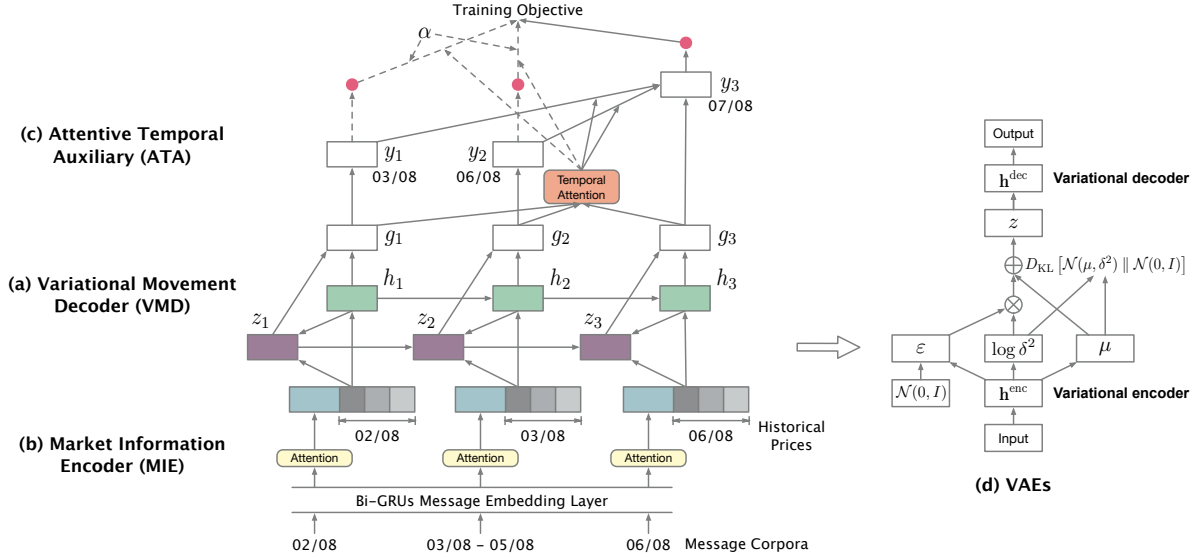 Training Objective
α
y₃
07/08
(c) Attentive Temporal
Auxiliary (ATA)
y₁
03/08
y₂
06/08
Temporal
Attention
g₁
g₂
g₃
(a) Variational Movement
Decoder (VMD)
h₁
h₂
h₃
z₁
z₂
z₃
02/08
03/08
06/08
Historical
Prices
(b) Market Information
Encoder (MIE)
Attention
Attention
Attention
Bi-GRUs Message Embedding Layer
02/08
03/08 - 05/08
06/08
Message Corpora
Output
h^dec
Variational decoder
z
D_KL [N(μ, δ²) ∥ N(0, I)]
ε
log δ²
μ
N(0, I)
h^enc
Variational encoder
Input
(d) VAEs